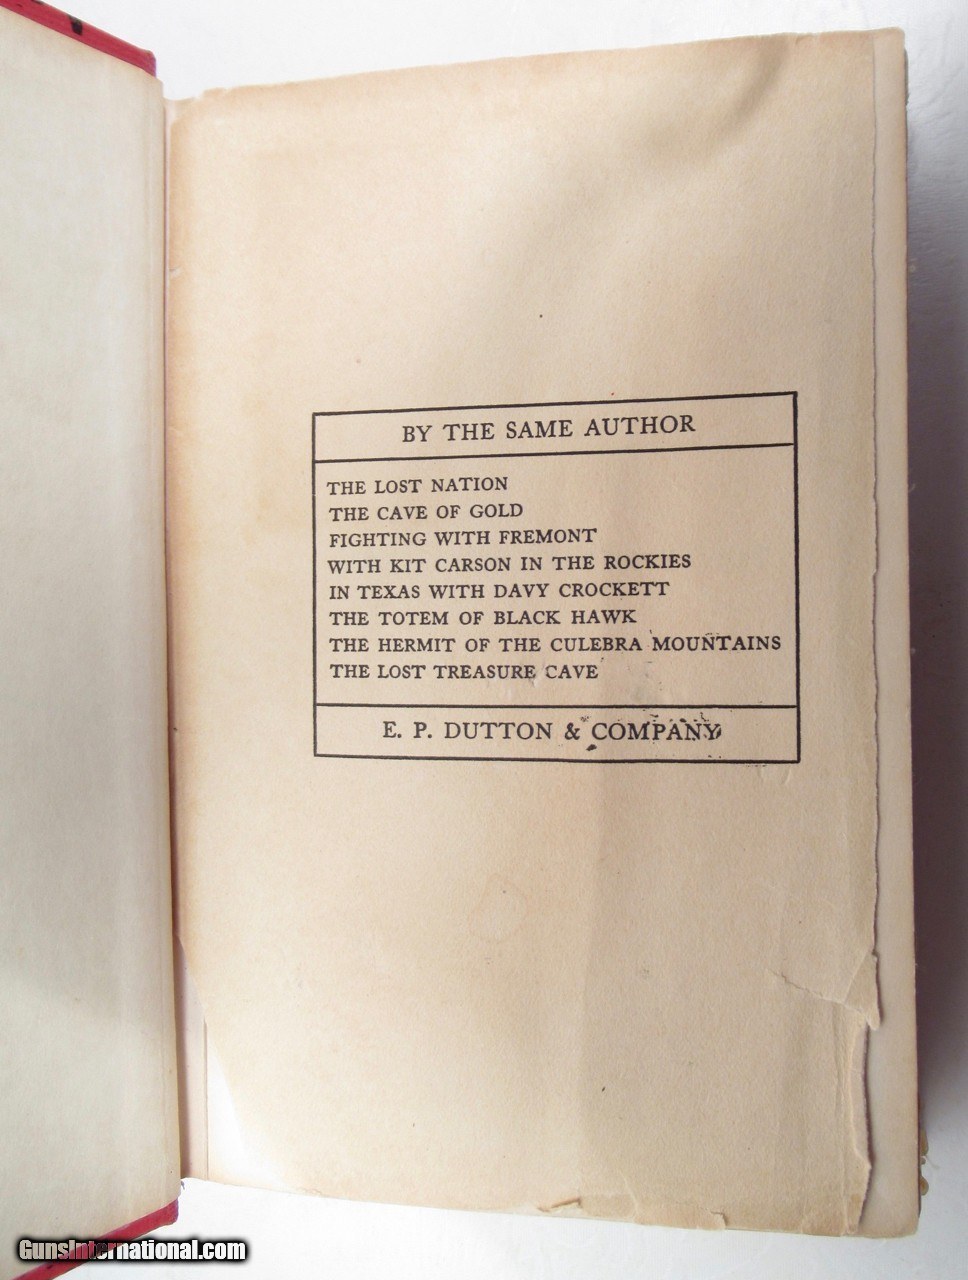 BY THE SAME AUTHOR
THE LOST NATION
THE CAVE OF GOLD
FIGHTING WITH FREMONT
WITH KIT CARSON IN THE ROCKIES
IN TEXAS WITH DAVY CROCKETT
THE TOTEM OF BLACK HAWK
THE HERMIT OF THE CULEBRA MOUNTAINS
THE LOST TREASURE CAVE
E. P. DUTTON & COMPANY
GunsInternational.com